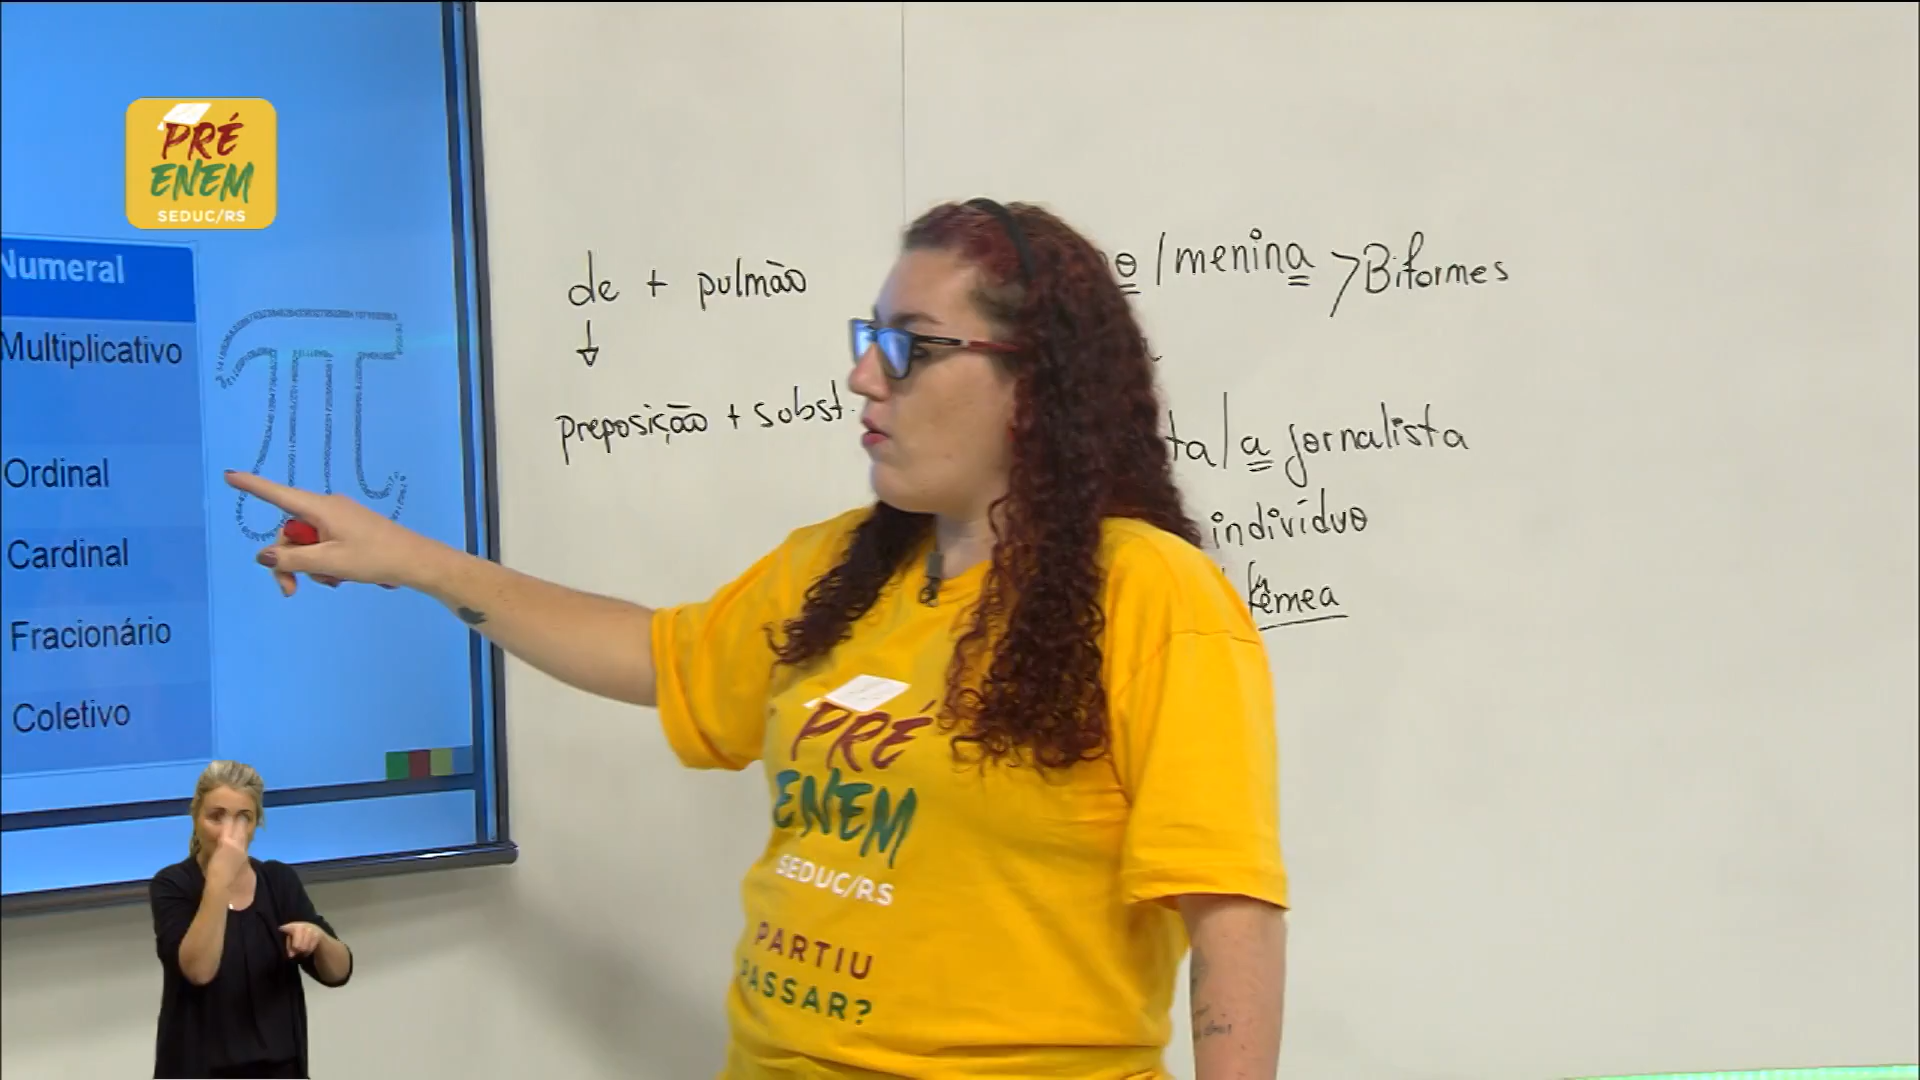 PRÉ
ENEM
SEDUC/RS
Numeral
Multiplicativo
Ordinal
Cardinal
Fracionário
Coletivo
de + pulmão
preposição + subst.
/menina > Biformes
/a jornalista
indivíduo
fêmea
PRÉ
ENEM
SEDUC/RS
PARTIU
PASSAR?